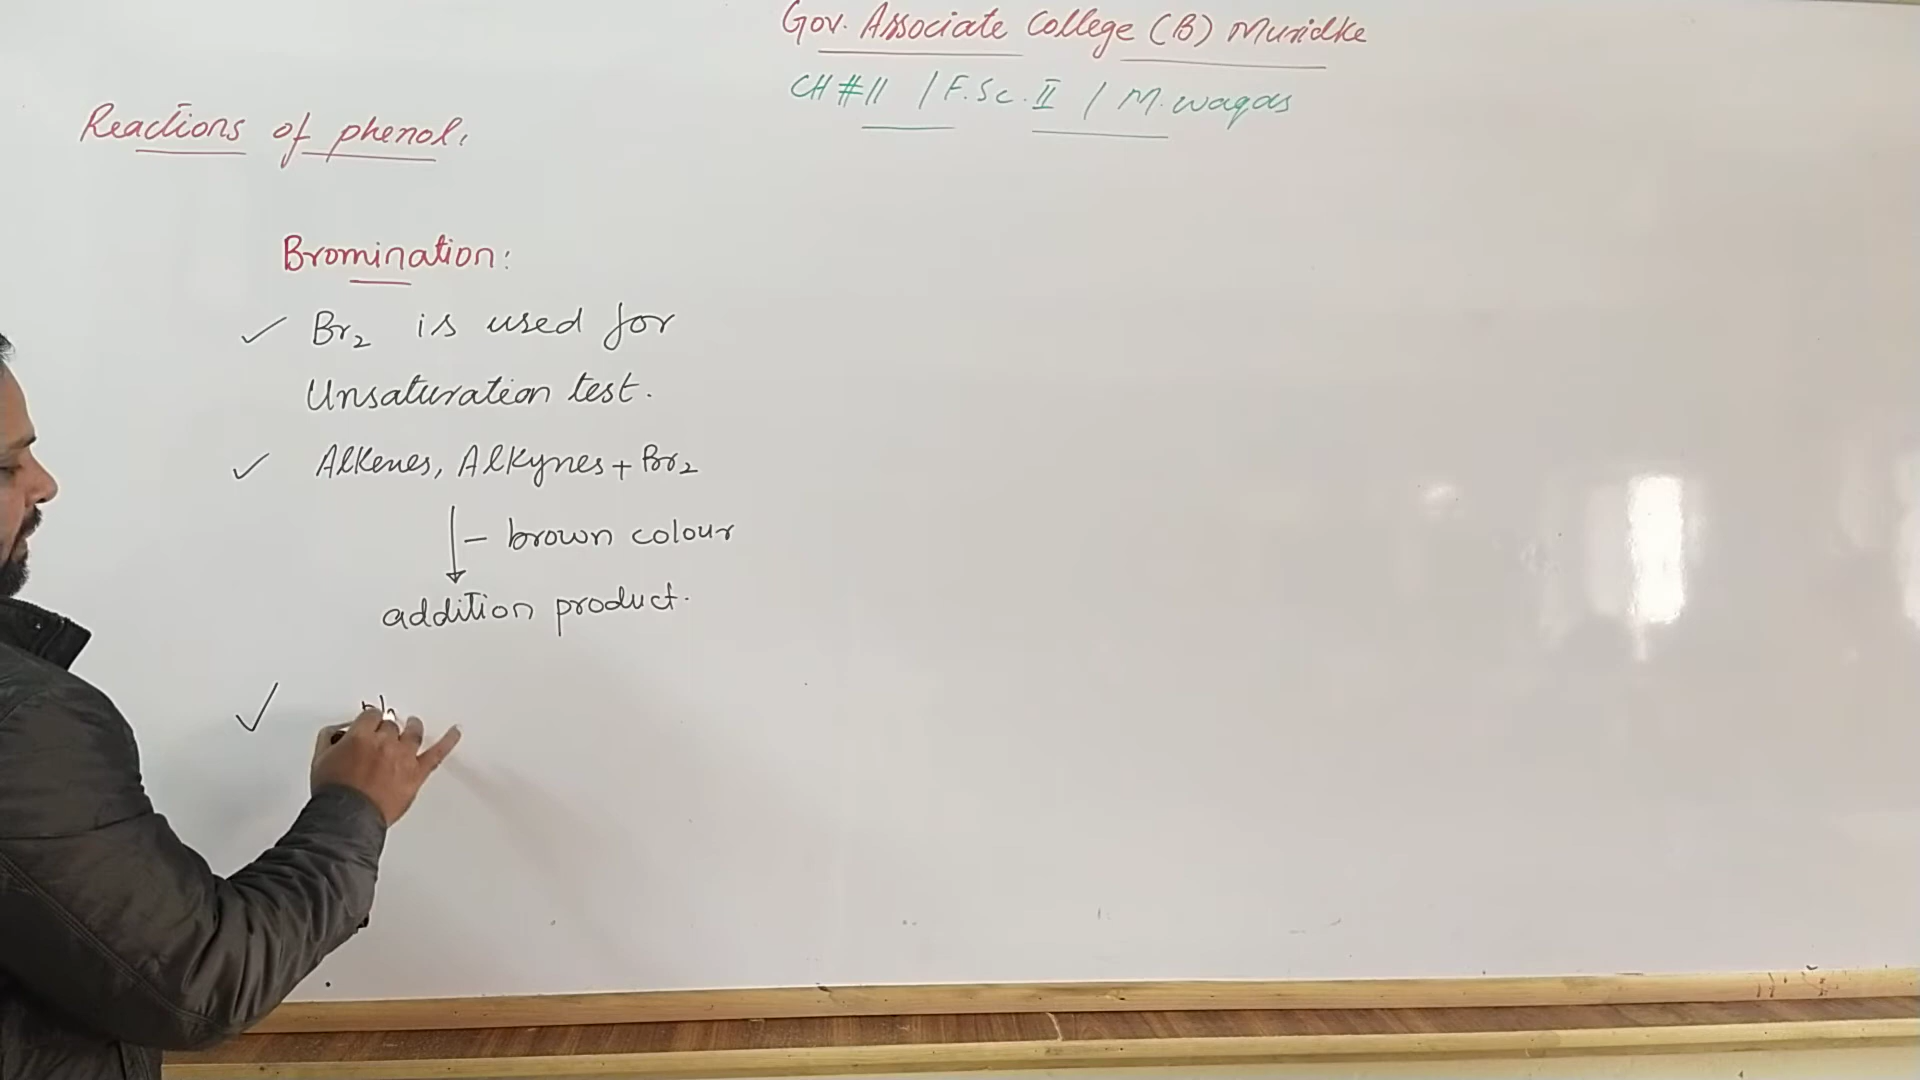 Gov. Associate College (B) Muridke
CH #11 / F.Sc. II / M. waqas
Reactions of phenol.
Bromination:
✓ Br₂ is used for
Unsaturation test.
✓ Alkenes, Alkynes + Br₂
– brown colour
addition product.
✓